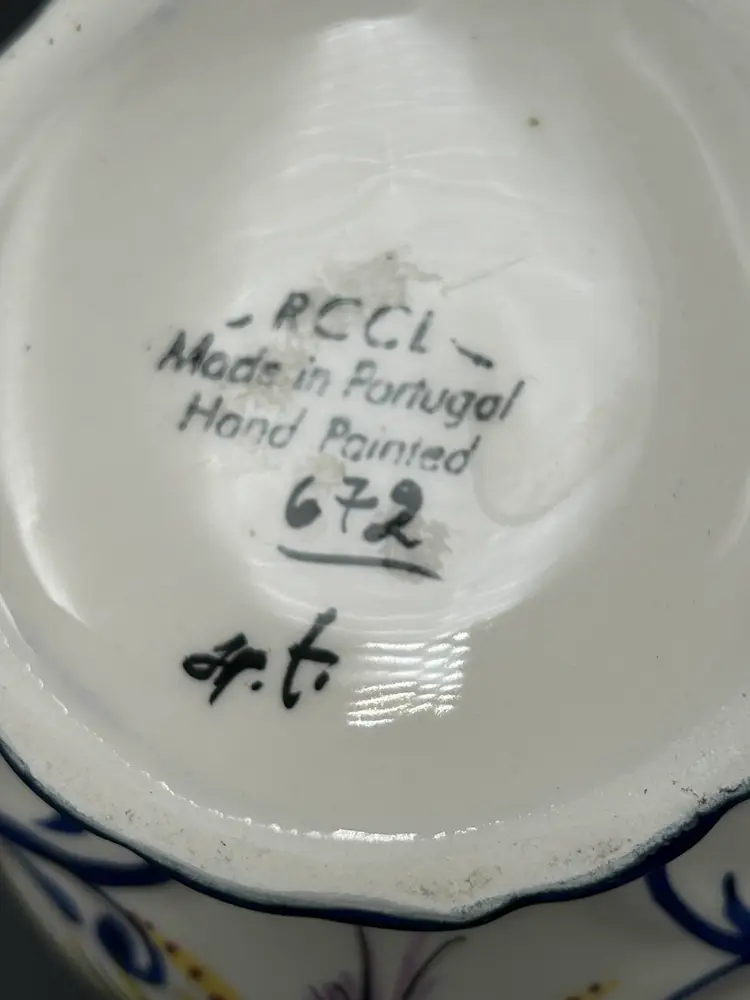 - RCCL -
Made in Portugal
Hand Painted
672